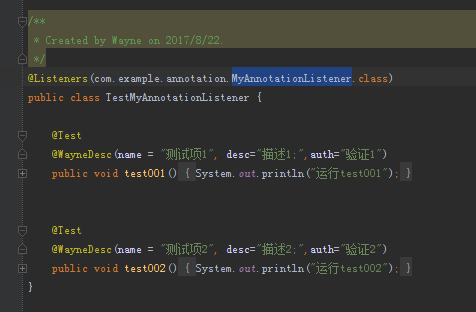 /**
 * Created by Wayne on 2017/8/22.
 */
@Listeners(com.example.annotation.MyAnnotationListener.class)
public class TestMyAnnotationListener {
@Test
@WayneDesc(name = "测试项1", desc="描述1;",auth="验证1")
public void test001() { System.out.println("运行test001"); }
@Test
@WayneDesc(name = "测试项2", desc="描述2;",auth="验证2")
public void test002() { System.out.println("运行test002"); }
}